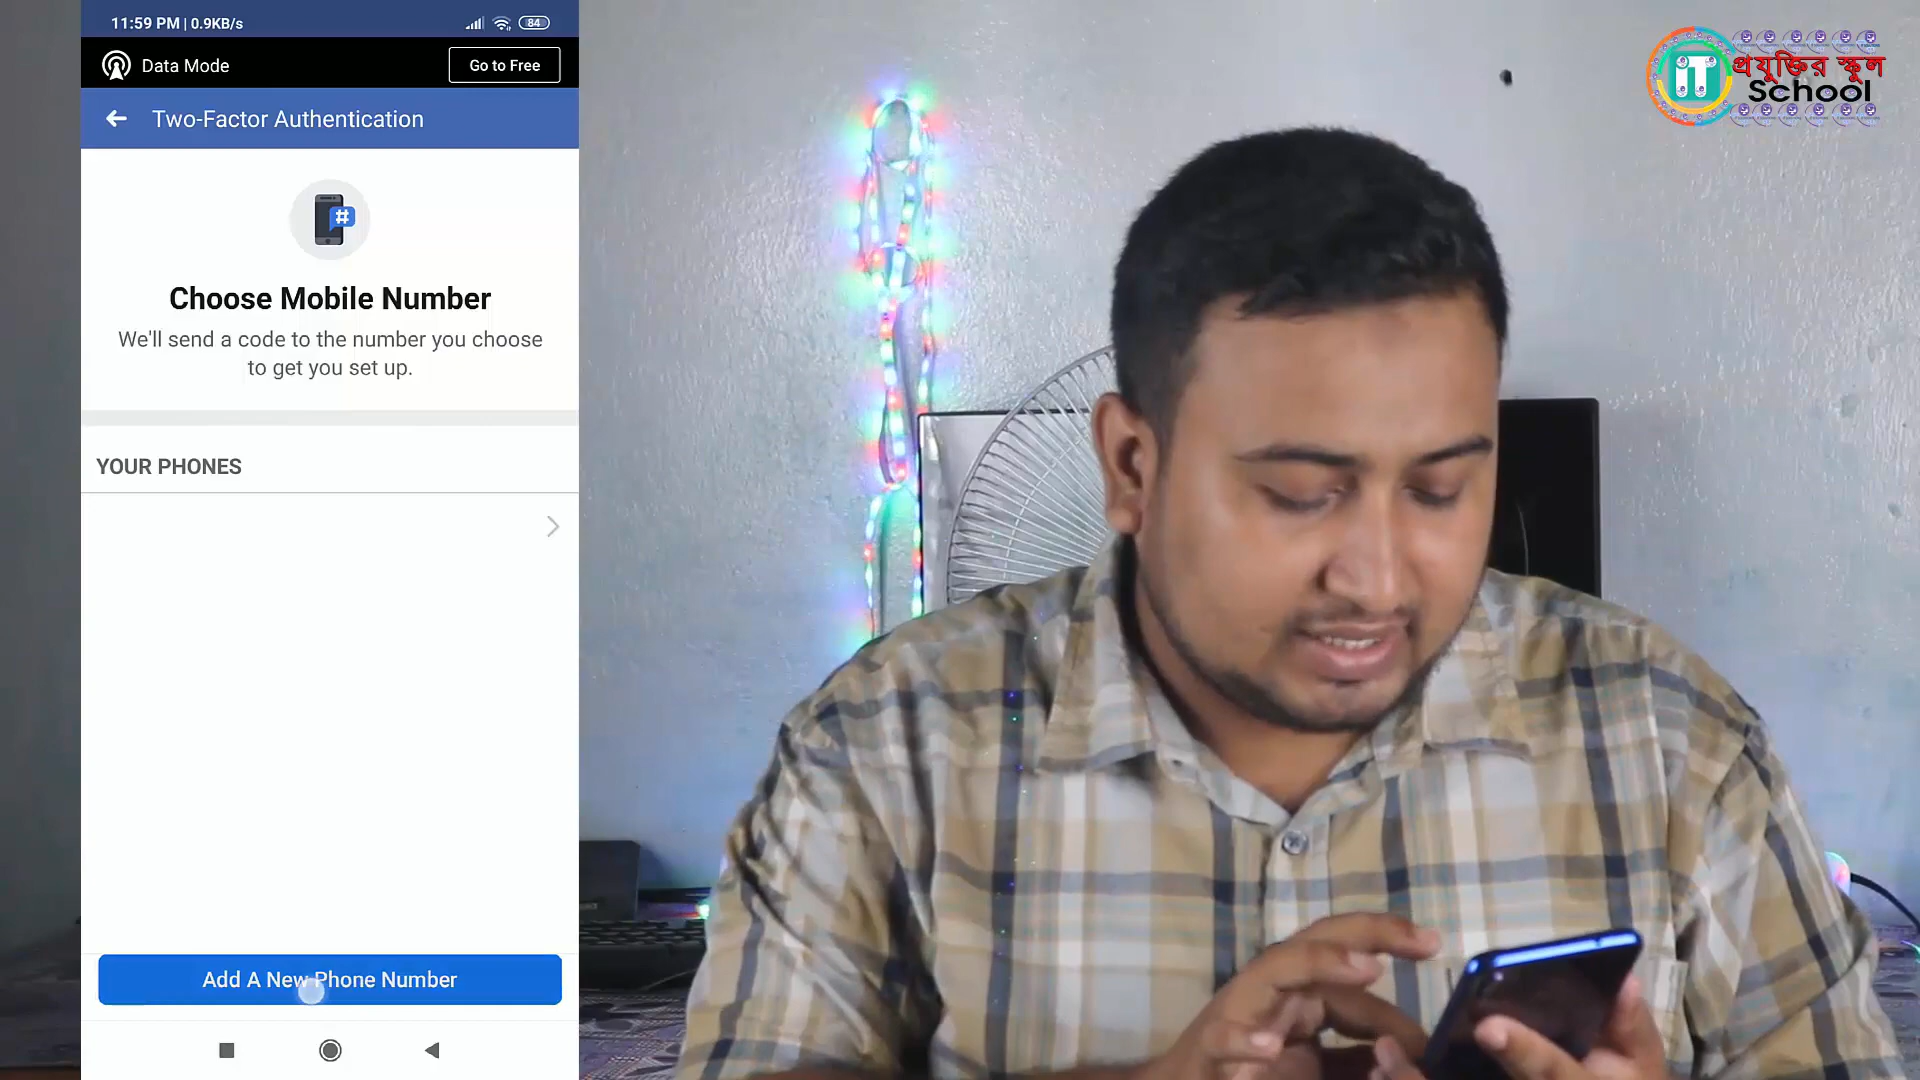 11:59 PM | 0.9KB/s
84
Data Mode
Go to Free
Two-Factor Authentication
#
Choose Mobile Number
We'll send a code to the number you choose
to get you set up.
YOUR PHONES
Add A New Phone Number
iT
প্রযুক্তির স্কুল
School